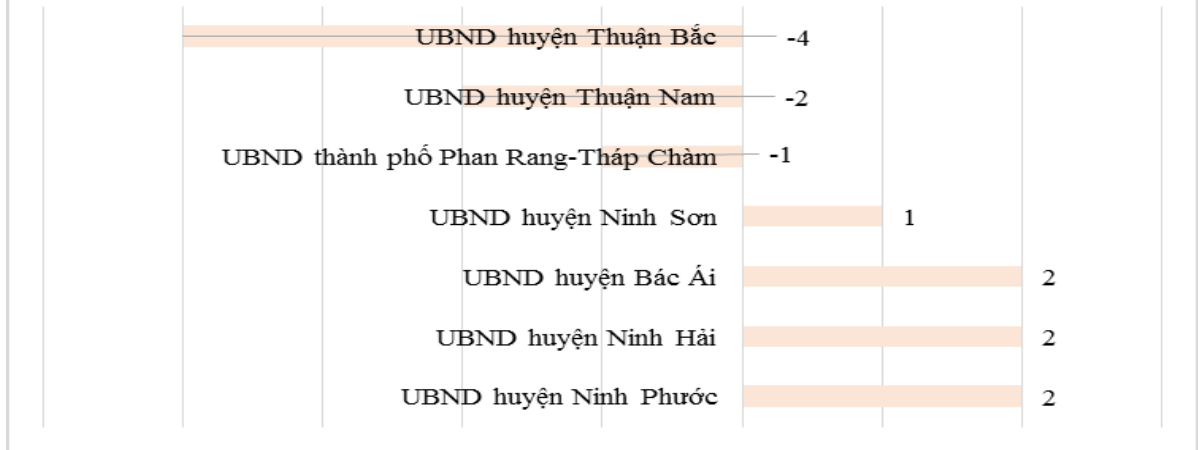 UBND huyện Thuận Bắc -4
UBND huyện Thuận Nam -2
UBND thành phố Phan Rang-Tháp Chàm -1
UBND huyện Ninh Sơn 1
UBND huyện Bác Ái 2
UBND huyện Ninh Hải 2
UBND huyện Ninh Phước 2